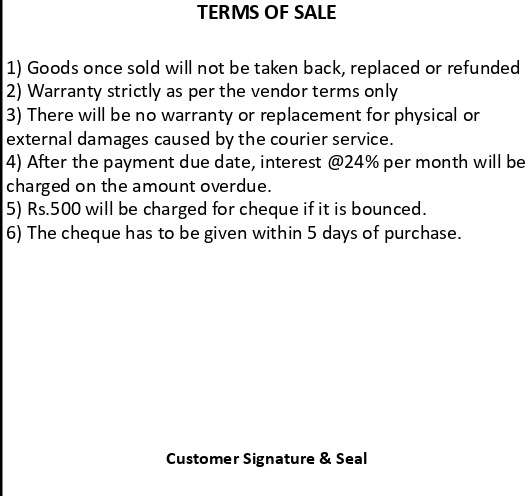 TERMS OF SALE
1) Goods once sold will not be taken back, replaced or refunded
2) Warranty strictly as per the vendor terms only
3) There will be no warranty or replacement for physical or
external damages caused by the courier service.
4) After the payment due date, interest @24% per month will be
charged on the amount overdue.
5) Rs.500 will be charged for cheque if it is bounced.
6) The cheque has to be given within 5 days of purchase.
Customer Signature & Seal